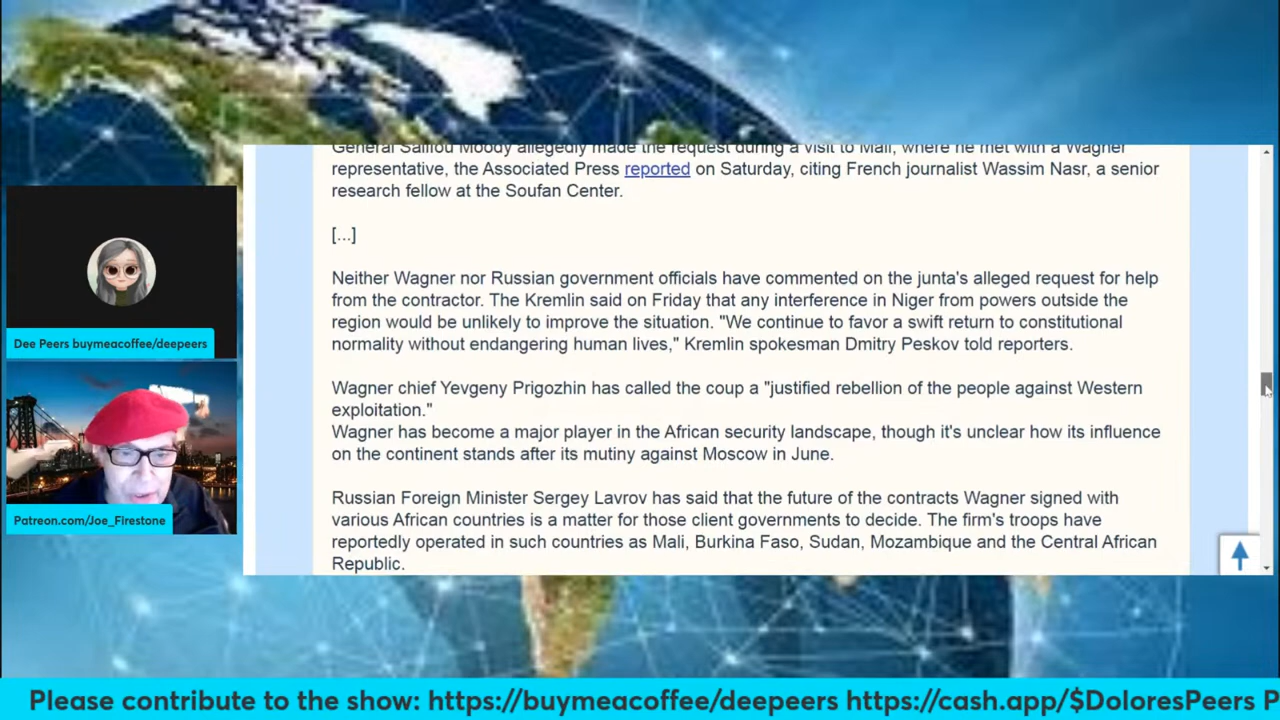 General Salifou Moody allegedly made the request during a visit to Mali, where he met with a Wagner
representative, the Associated Press reported on Saturday, citing French journalist Wassim Nasr, a senior
research fellow at the Soufan Center.
[...]
Neither Wagner nor Russian government officials have commented on the junta's alleged request for help
from the contractor. The Kremlin said on Friday that any interference in Niger from powers outside the
region would be unlikely to improve the situation. "We continue to favor a swift return to constitutional
normality without endangering human lives," Kremlin spokesman Dmitry Peskov told reporters.
Wagner chief Yevgeny Prigozhin has called the coup a "justified rebellion of the people against Western
exploitation."
Wagner has become a major player in the African security landscape, though it's unclear how its influence
on the continent stands after its mutiny against Moscow in June.
Russian Foreign Minister Sergey Lavrov has said that the future of the contracts Wagner signed with
various African countries is a matter for those client governments to decide. The firm's troops have
reportedly operated in such countries as Mali, Burkina Faso, Sudan, Mozambique and the Central African
Republic.
Dee Peers buymeacoffee/deepeers
Patreon.com/Joe_Firestone
Please contribute to the show: https://buymeacoffee/deepeers https://cash.app/$DoloresPeers P